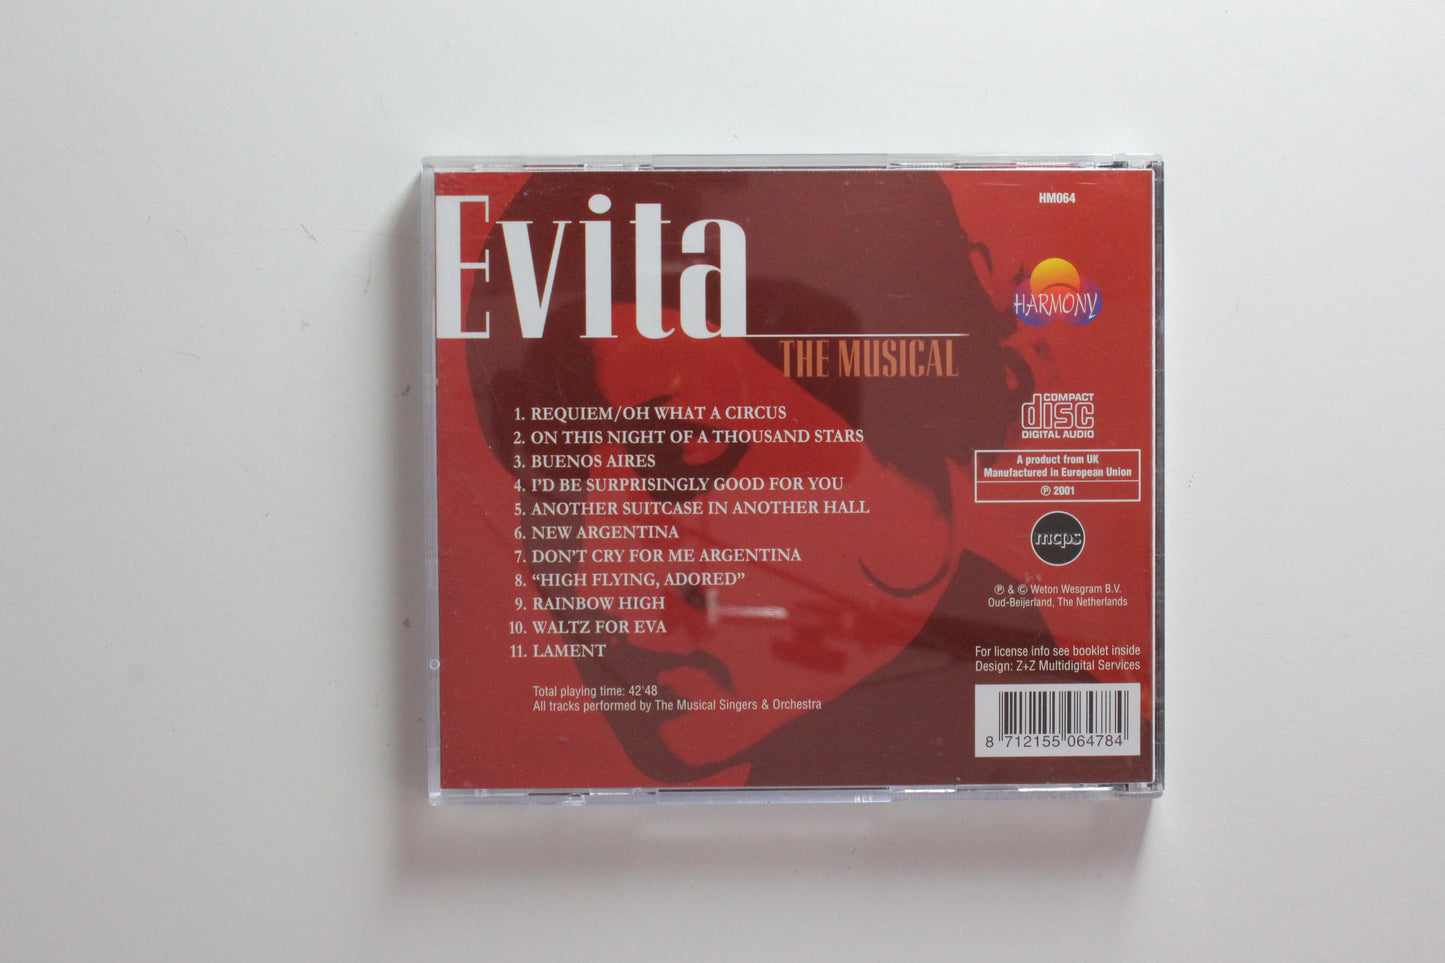 Evita
THE MUSICAL
1. REQUIEM/OH WHAT A CIRCUS
2. ON THIS NIGHT OF A THOUSAND STARS
3. BUENOS AIRES
4. I'D BE SURPRISINGLY GOOD FOR YOU
5. ANOTHER SUITCASE IN ANOTHER HALL
6. NEW ARGENTINA
7. DON'T CRY FOR ME ARGENTINA
8. “HIGH FLYING, ADORED”
9. RAINBOW HIGH
10. WALTZ FOR EVA
11. LAMENT
Total playing time: 42'48
All tracks performed by The Musical Singers & Orchestra
HM064
HARMONY
COMPACT
disc
DIGITAL AUDIO
A product from UK
Manufactured in European Union
℗ 2001
mcps
℗ & © Weton Wesgram B.V.
Oud-Beijerland, The Netherlands
For license info see booklet inside
Design: Z+Z Multidigital Services
8 712155 064784